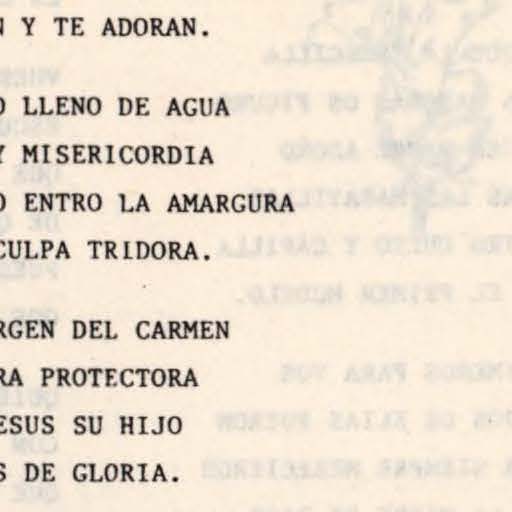 Y TE ADORAN.
LLENO DE AGUA
Y MISERICORDIA
ENTRO LA AMARGURA
CULPA TRIDORA.
RGEN DEL CARMEN
RA PROTECTORA
ESUS SU HIJO
S DE GLORIA.